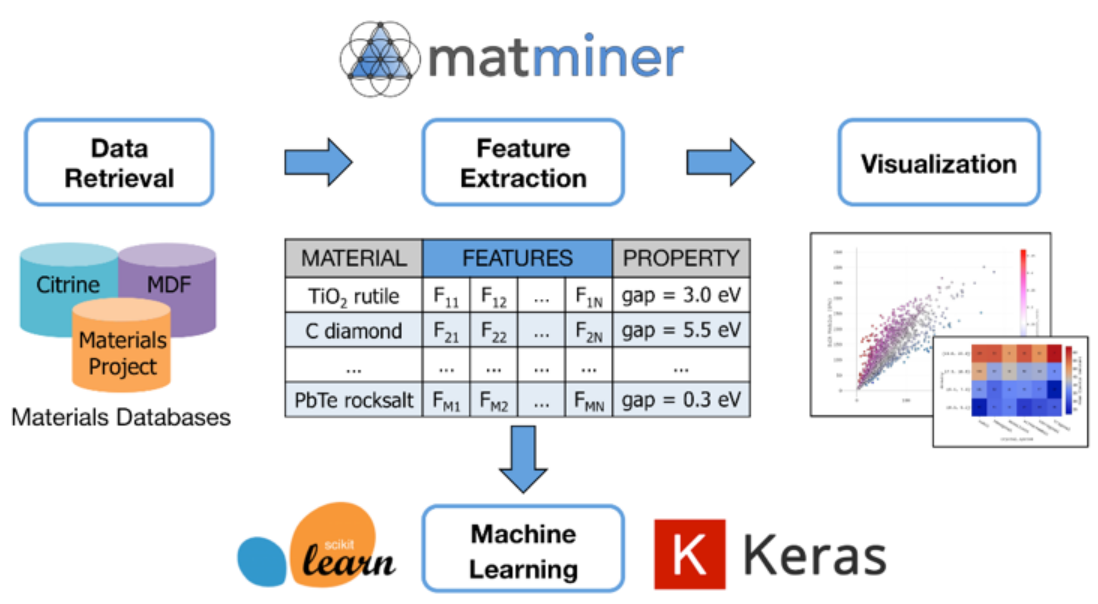 matminer
Data
Retrieval
Feature
Extraction
Visualization
Citrine
MDF
Materials
Project
Materials Databases
MATERIAL FEATURES PROPERTY
TiO₂ rutile F₁₁ F₁₂ ... F₁N gap = 3.0 eV
C diamond F₂₁ F₂₂ ... F₂N gap = 5.5 eV
... ... ... ... ... ...
PbTe rocksalt FM1 FM2 ... FMN gap = 0.3 eV
scikit
learn
Machine
Learning
K Keras